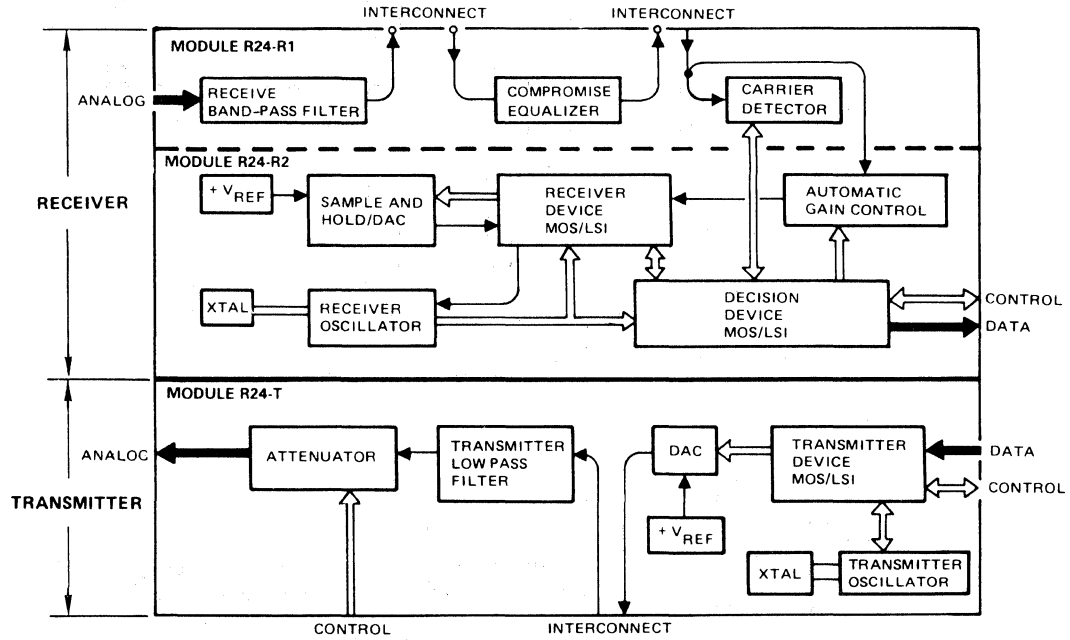 INTERCONNECT
INTERCONNECT
MODULE R24-R1
ANALOG
RECEIVE
BAND-PASS FILTER
COMPROMISE
EQUALIZER
CARRIER
DETECTOR
MODULE R24-R2
RECEIVER
+ VREF
SAMPLE AND
HOLD/DAC
RECEIVER
DEVICE
MOS/LSI
AUTOMATIC
GAIN CONTROL
XTAL
RECEIVER
OSCILLATOR
DECISION
DEVICE
MOS/LSI
CONTROL
DATA
MODULE R24-T
ANALOG
TRANSMITTER
ATTENUATOR
TRANSMITTER
LOW PASS
FILTER
DAC
TRANSMITTER
DEVICE
MOS/LSI
DATA
CONTROL
+ VREF
XTAL
TRANSMITTER
OSCILLATOR
CONTROL
INTERCONNECT